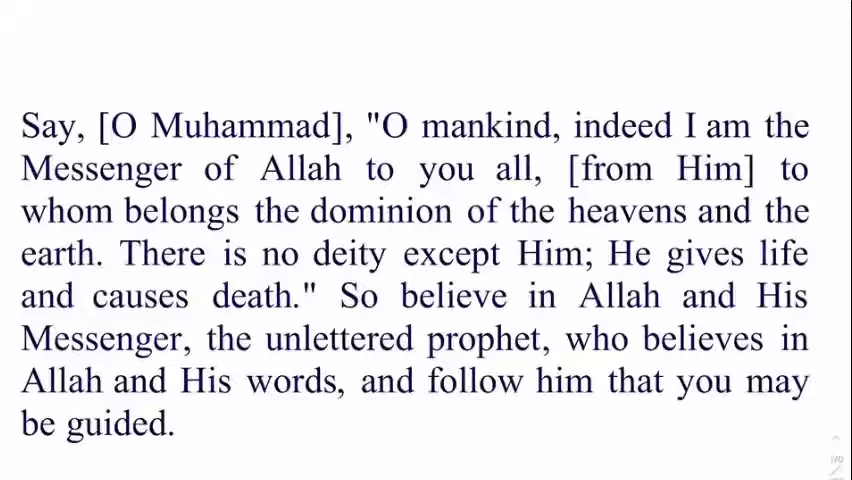 Say, [O Muhammad], "O mankind, indeed I am the
Messenger of Allah to you all, [from Him] to
whom belongs the dominion of the heavens and the
earth. There is no deity except Him; He gives life
and causes death." So believe in Allah and His
Messenger, the unlettered prophet, who believes in
Allah and His words, and follow him that you may
be guided.